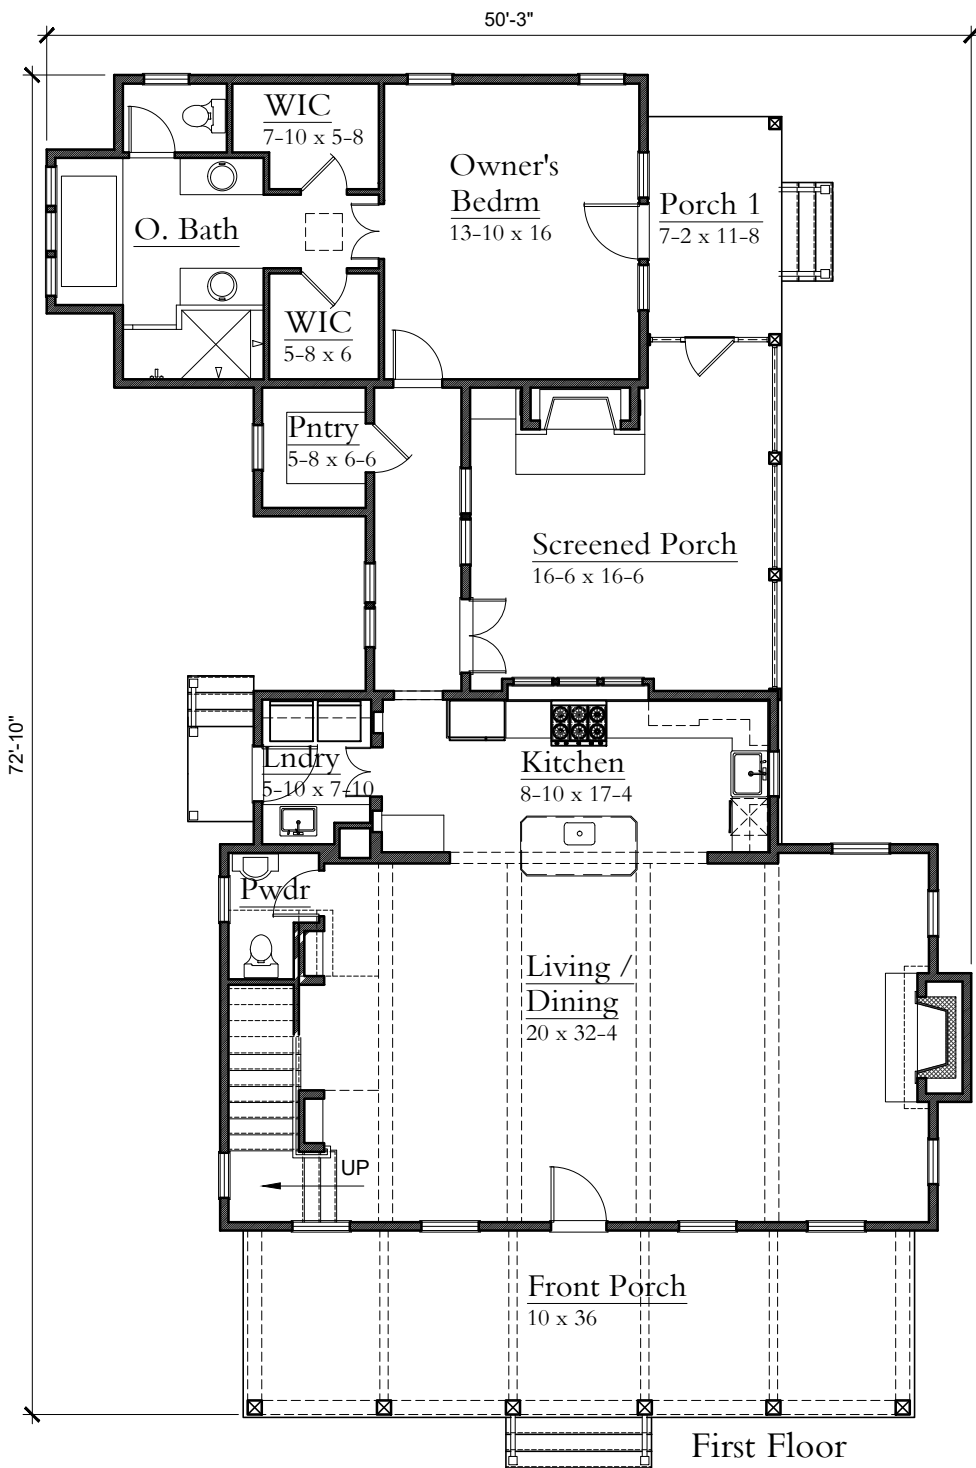 50'-3"
WIC
7-10 x 5-8
Owner's
Bedrm
13-10 x 16
Porch 1
7-2 x 11-8
O. Bath
WIC
5-8 x 6
Pntry
5-8 x 6-6
Screened Porch
16-6 x 16-6
72'-10"
Lndry
5-10 x 7-10
Kitchen
8-10 x 17-4
Pwdr
Living /
Dining
20 x 32-4
UP
Front Porch
10 x 36
First Floor